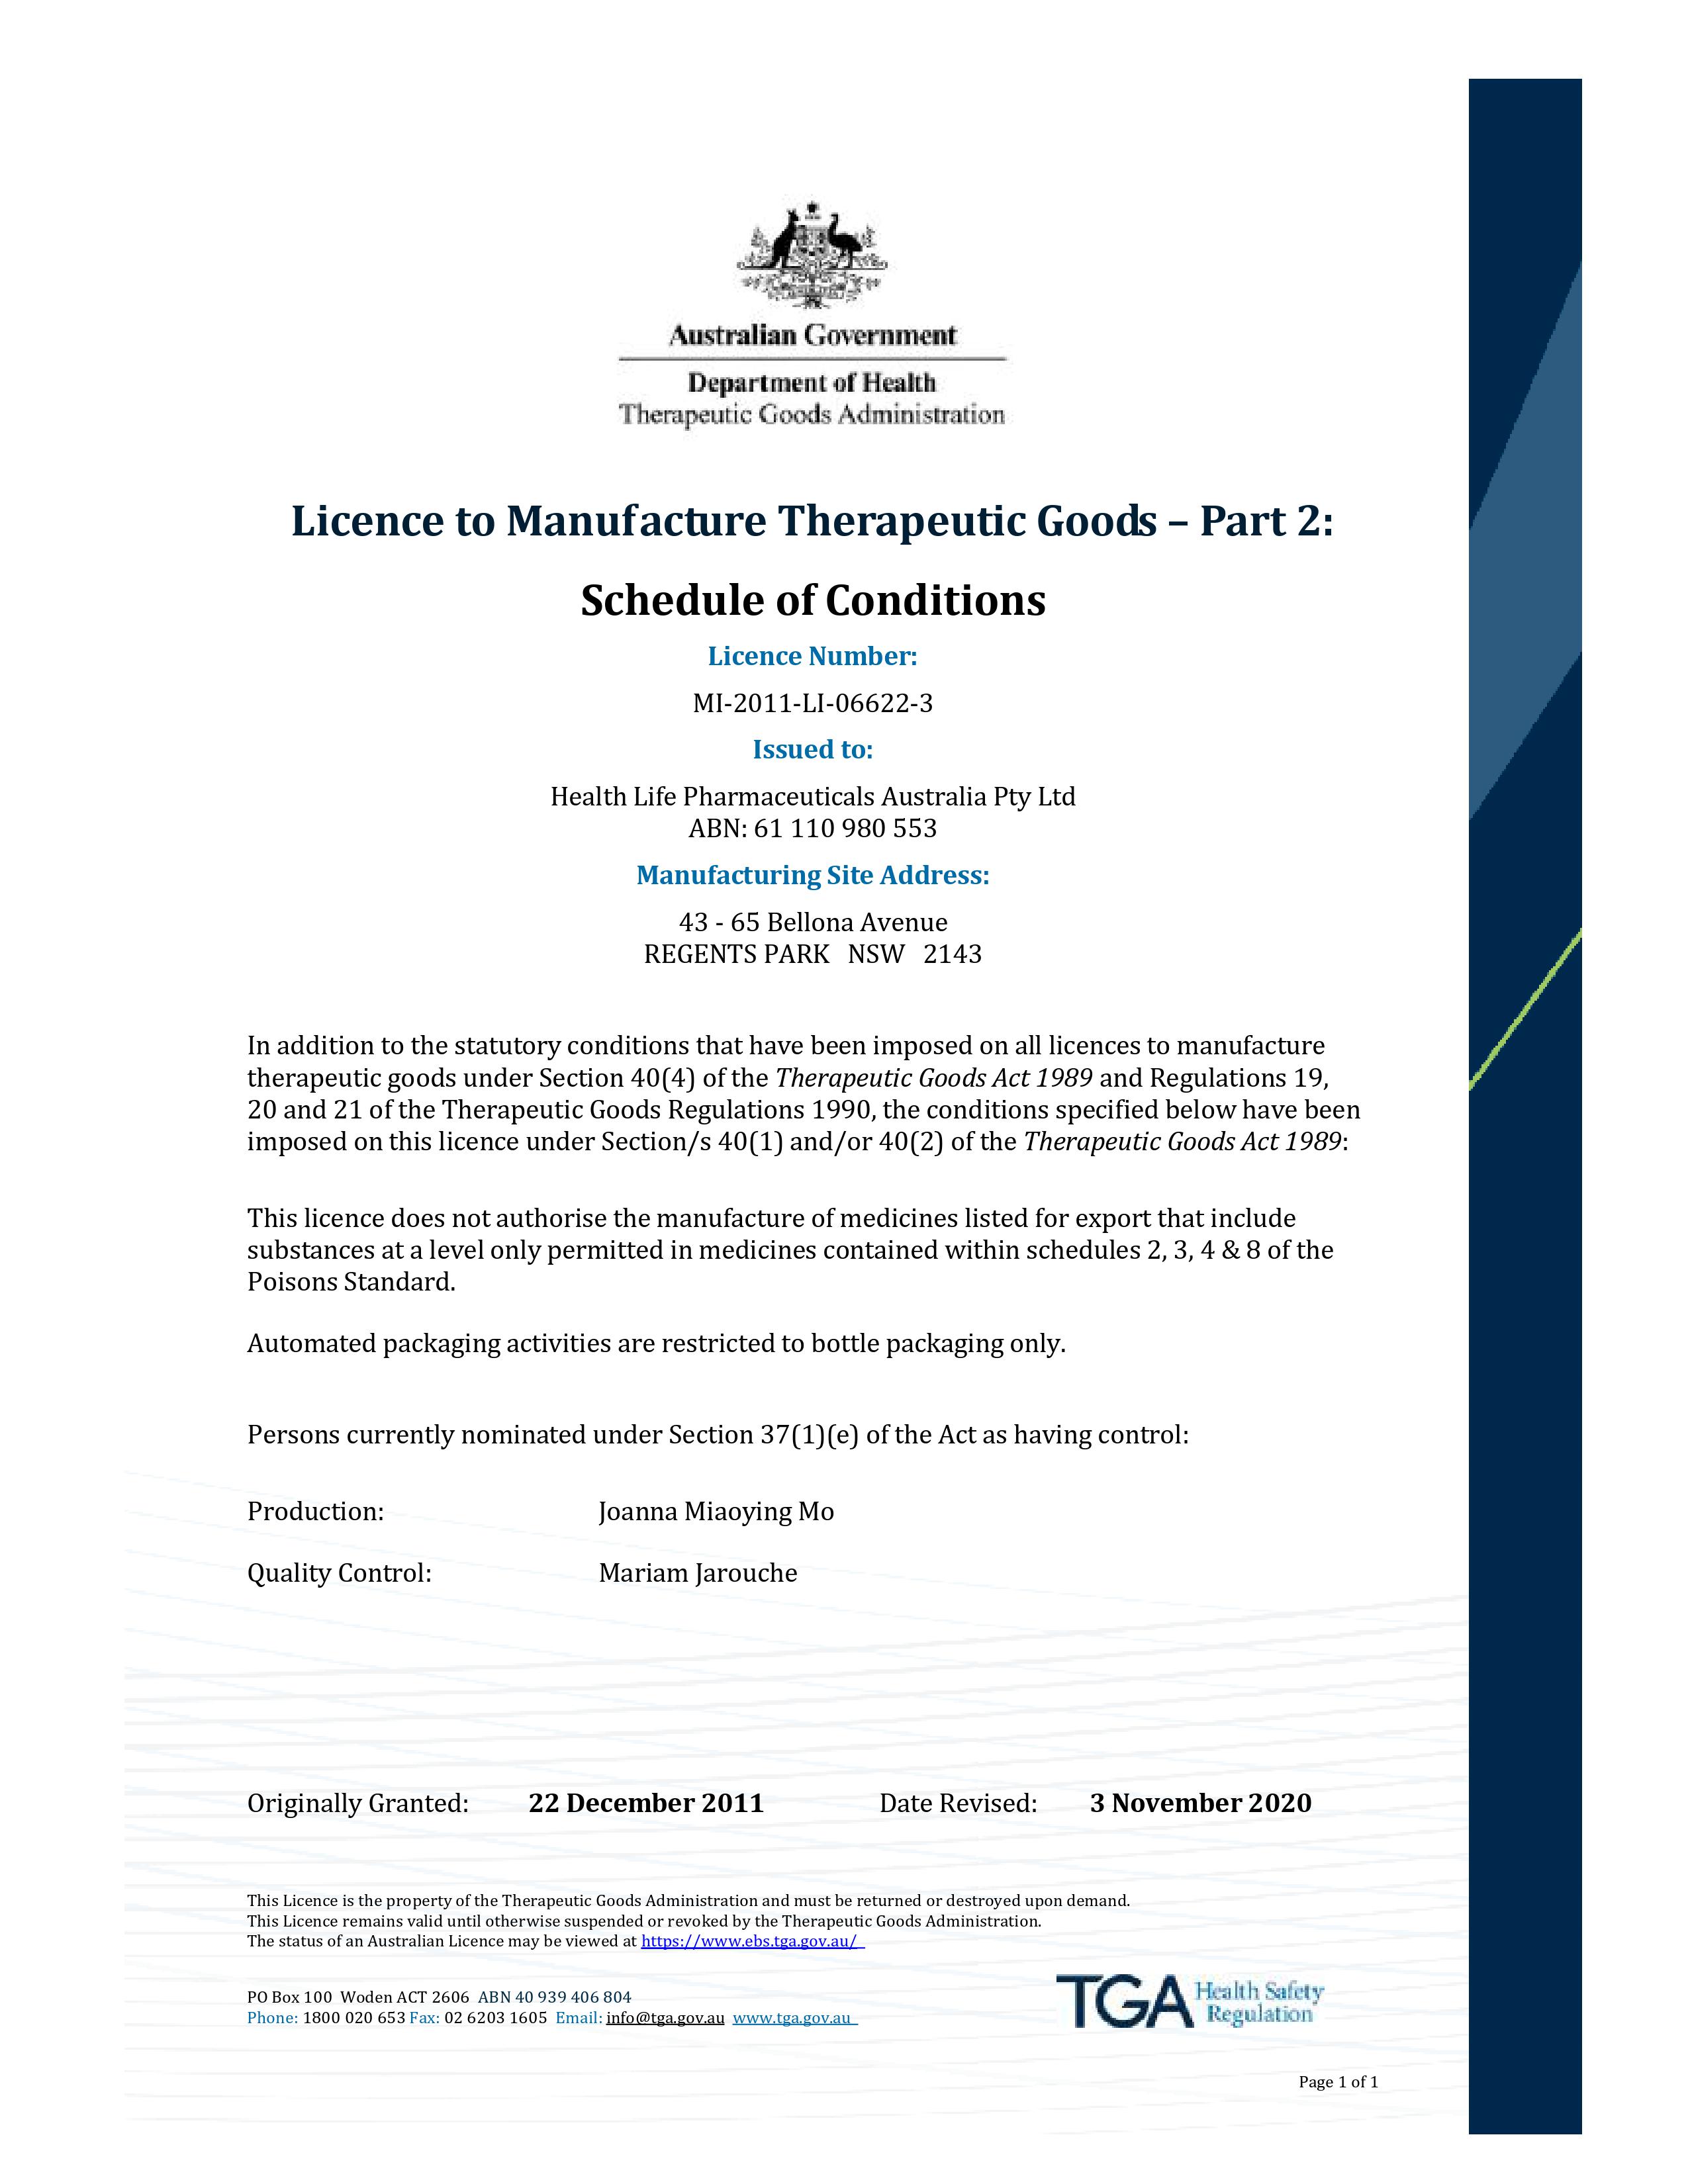 Australian Government
Department of Health
Therapeutic Goods Administration
Licence to Manufacture Therapeutic Goods – Part 2:
Schedule of Conditions
Licence Number:
MI-2011-LI-06622-3
Issued to:
Health Life Pharmaceuticals Australia Pty Ltd
ABN: 61 110 980 553
Manufacturing Site Address:
43 - 65 Bellona Avenue
REGENTS PARK NSW 2143
In addition to the statutory conditions that have been imposed on all licences to manufacture
therapeutic goods under Section 40(4) of the Therapeutic Goods Act 1989 and Regulations 19,
20 and 21 of the Therapeutic Goods Regulations 1990, the conditions specified below have been
imposed on this licence under Section/s 40(1) and/or 40(2) of the Therapeutic Goods Act 1989:
This licence does not authorise the manufacture of medicines listed for export that include
substances at a level only permitted in medicines contained within schedules 2, 3, 4 & 8 of the
Poisons Standard.
Automated packaging activities are restricted to bottle packaging only.
Persons currently nominated under Section 37(1)(e) of the Act as having control:
Production: Joanna Miaoying Mo
Quality Control: Mariam Jarouche
Originally Granted: 22 December 2011 Date Revised: 3 November 2020
This Licence is the property of the Therapeutic Goods Administration and must be returned or destroyed upon demand.
This Licence remains valid until otherwise suspended or revoked by the Therapeutic Goods Administration.
The status of an Australian Licence may be viewed at https://www.ebs.tga.gov.au/
PO Box 100 Woden ACT 2606 ABN 40 939 406 804
Phone: 1800 020 653 Fax: 02 6203 1605 Email: info@tga.gov.au www.tga.gov.au
TGA Health Safety
Regulation
Page 1 of 1